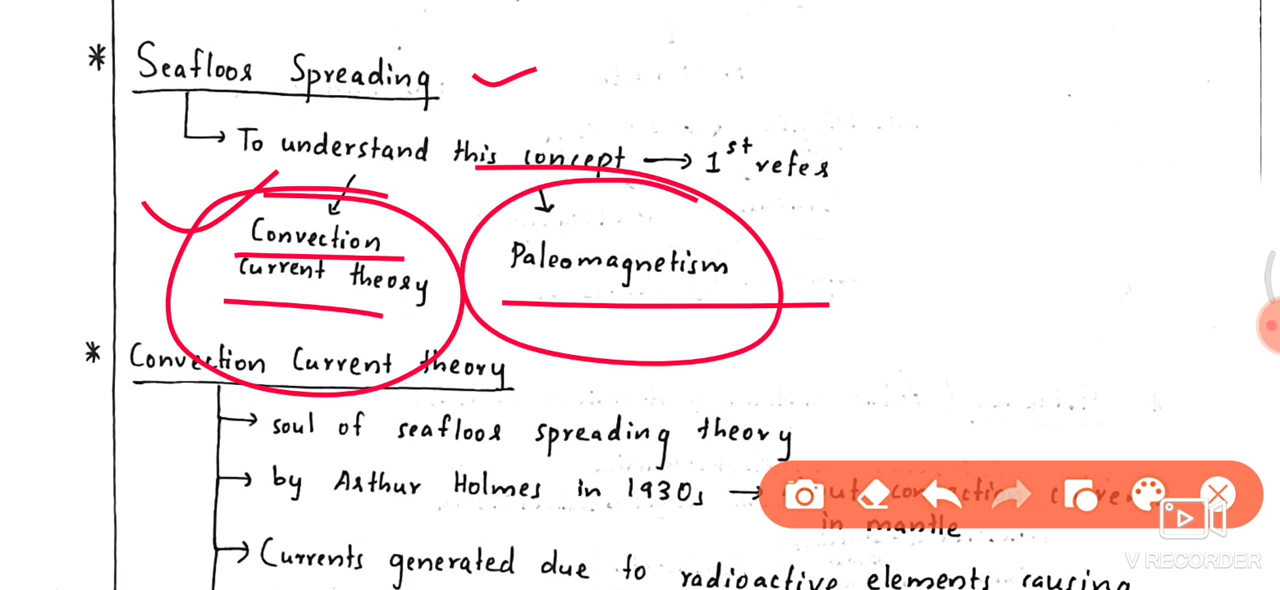 * Seafloor Spreading
→ To understand this concept → 1st refer
Convection
Current theory
Paleomagnetism
* Convection Current theory
→ soul of seafloor spreading theory
→ by Arthur Holmes in 1930s →
in mantle
→ Currents generated due to radioactive elements causing
V RECORDER